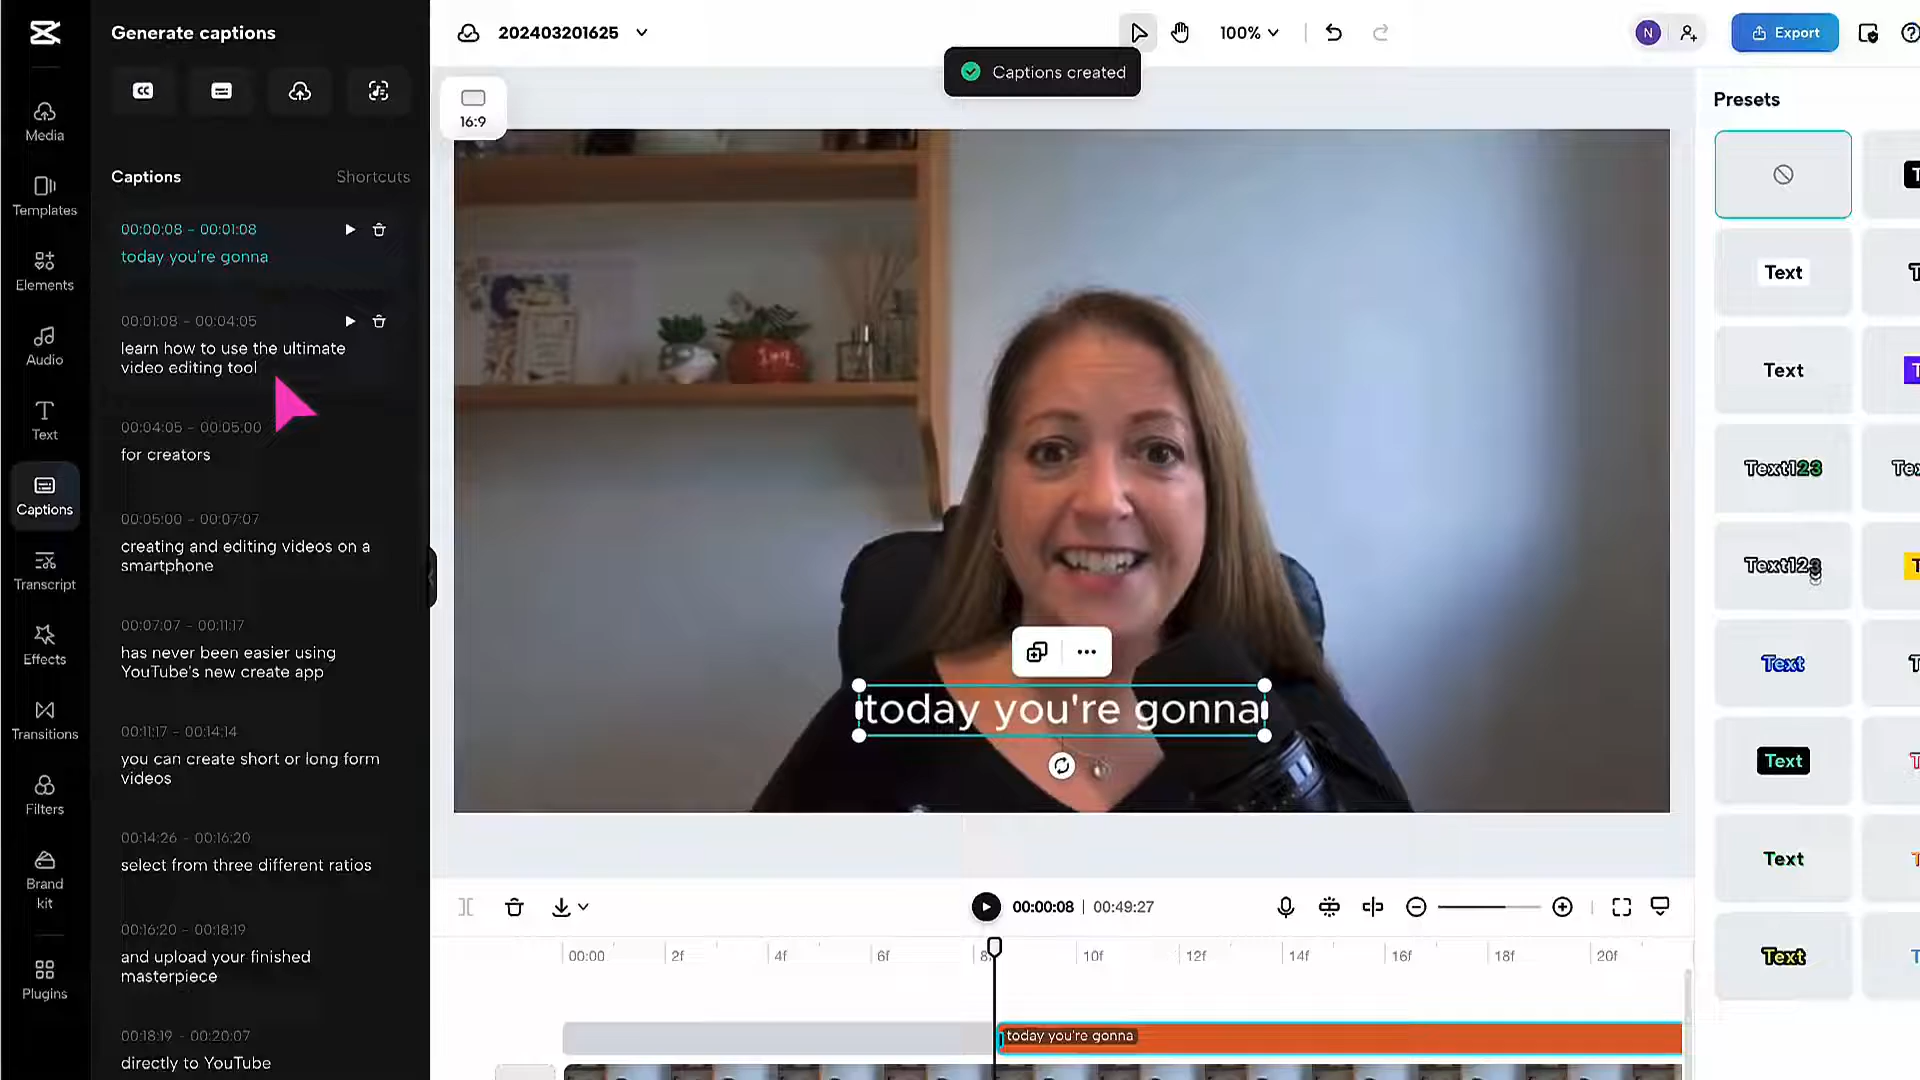 Generate captions
202403201625
100%
N
Export
Captions created
16:9
Media
Templates
Elements
Audio
Text
Captions
Transcript
Effects
Transitions
Filters
Brand
kit
Plugins
Captions
Shortcuts
00:00:08 – 00:01:08
today you're gonna
00:01:08 – 00:04:05
learn how to use the ultimate
video editing tool
00:04:05 – 00:05:00
for creators
00:05:00 – 00:07:07
creating and editing videos on a
smartphone
00:07:07 – 00:11:17
has never been easier using
YouTube's new create app
00:11:17 – 00:14:14
you can create short or long form
videos
00:14:26 – 00:16:20
select from three different ratios
00:16:20 – 00:18:19
and upload your finished
masterpiece
00:18:19 – 00:20:07
directly to YouTube
today you're gonna
00:00:08 | 00:49:27
00:00 2f 4f 6f 10f 12f 14f 16f 18f 20f
today you're gonna
Presets
Text
Text
Text123
Text123
Text
Text
Text
Text